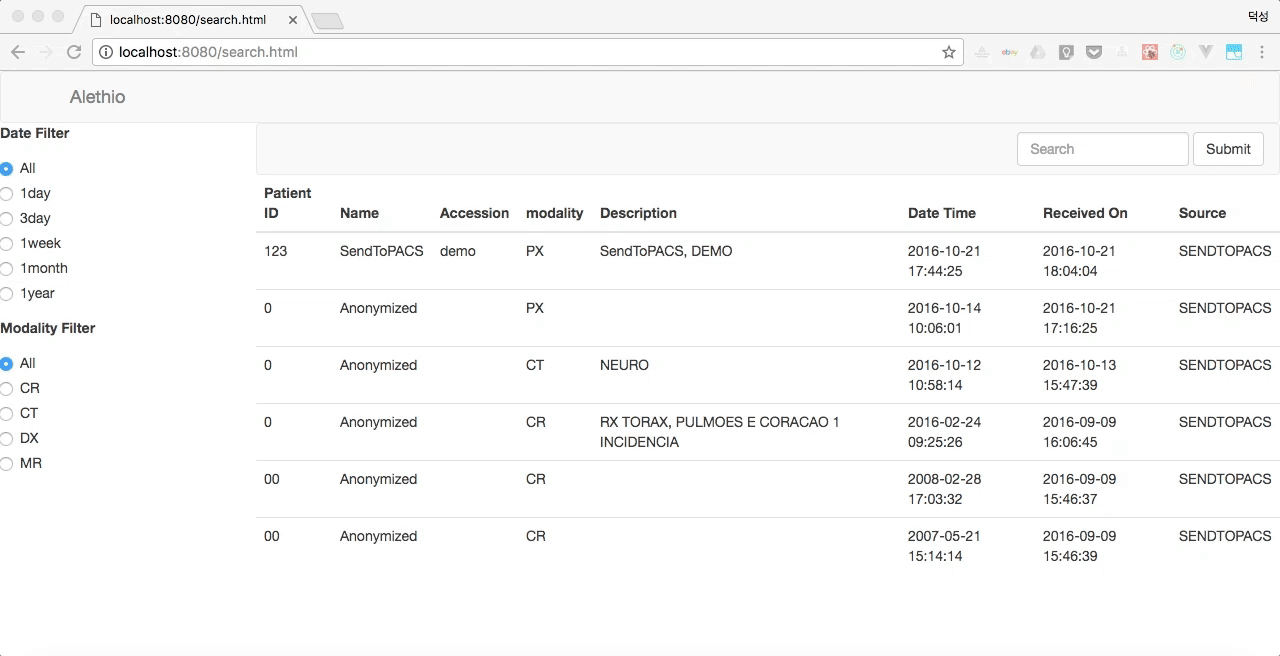 localhost:8080/search.html
덕성
localhost:8080/search.html
ebay
Alethio
Date Filter
All
1day
3day
1week
1month
1year
Modality Filter
All
CR
CT
DX
MR
Search
Submit
Patient
ID Name Accession modality Description Date Time Received On Source
123 SendToPACS demo PX SendToPACS, DEMO 2016-10-21 2016-10-21 SENDTOPACS
17:44:25 18:04:04
0 Anonymized PX 2016-10-14 2016-10-21 SENDTOPACS
10:06:01 17:16:25
0 Anonymized CT NEURO 2016-10-12 2016-10-13 SENDTOPACS
10:58:14 15:47:39
0 Anonymized CR RX TORAX, PULMOES E CORACAO 1 2016-02-24 2016-09-09 SENDTOPACS
INCIDENCIA 09:25:26 16:06:45
00 Anonymized CR 2008-02-28 2016-09-09 SENDTOPACS
17:03:32 15:46:37
00 Anonymized CR 2007-05-21 2016-09-09 SENDTOPACS
15:14:14 15:46:39